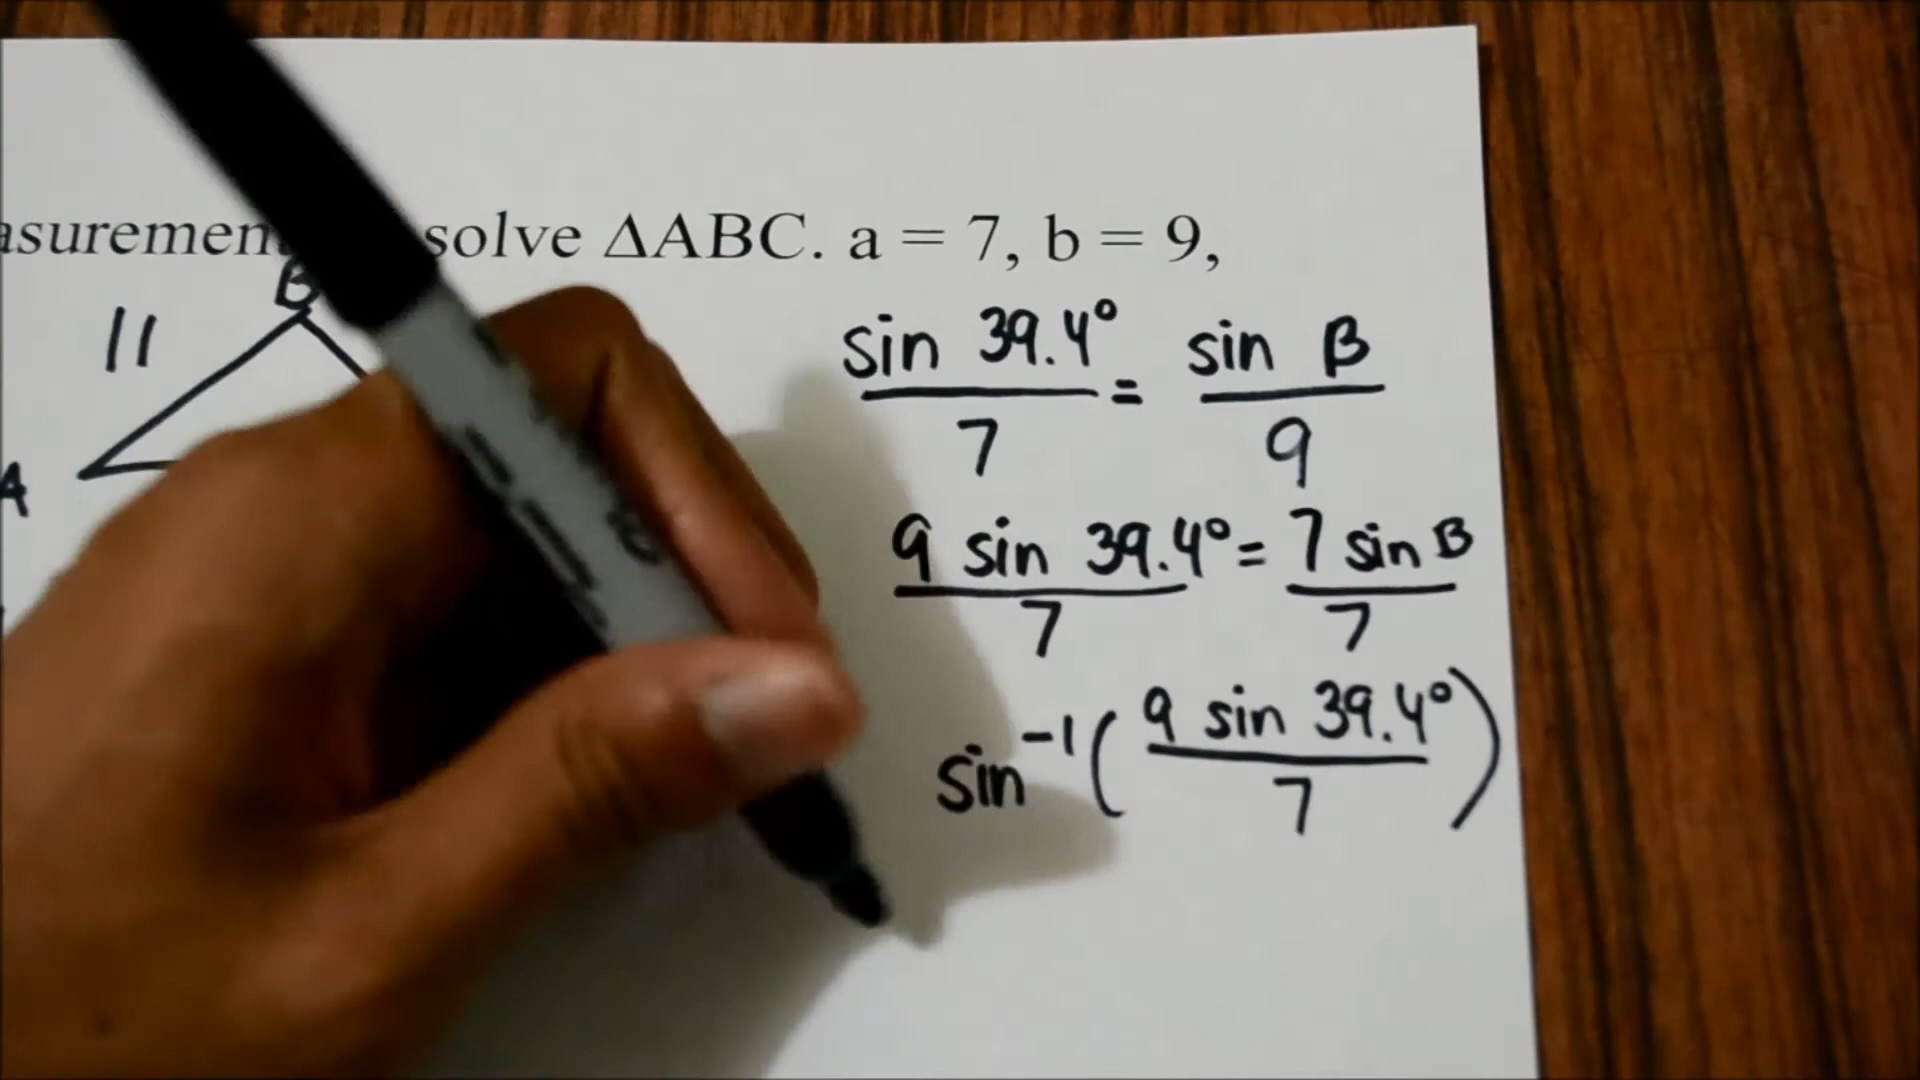 solve ΔABC. a = 7, b = 9,
B
11
A
sin 39.4° = sin B
7 9
9 sin 39.4° = 7 sin B
7 7
sin⁻¹( 9 sin 39.4° )
7